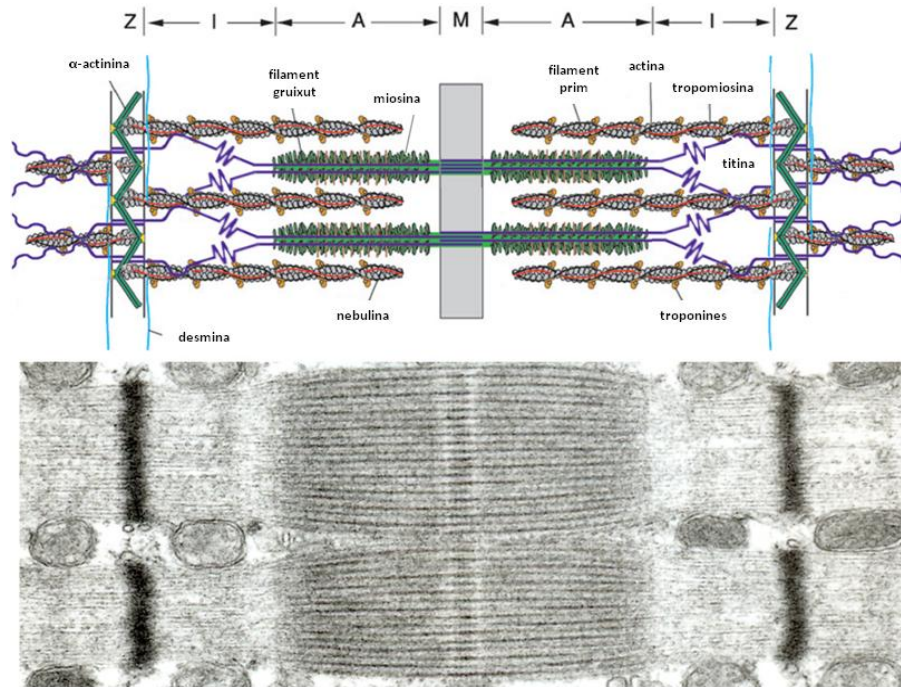 Z I A M A I Z
α-actinina
filament
gruixut
miosina
filament
prim
actina
tropomiosina
titina
nebulina
troponines
desmina